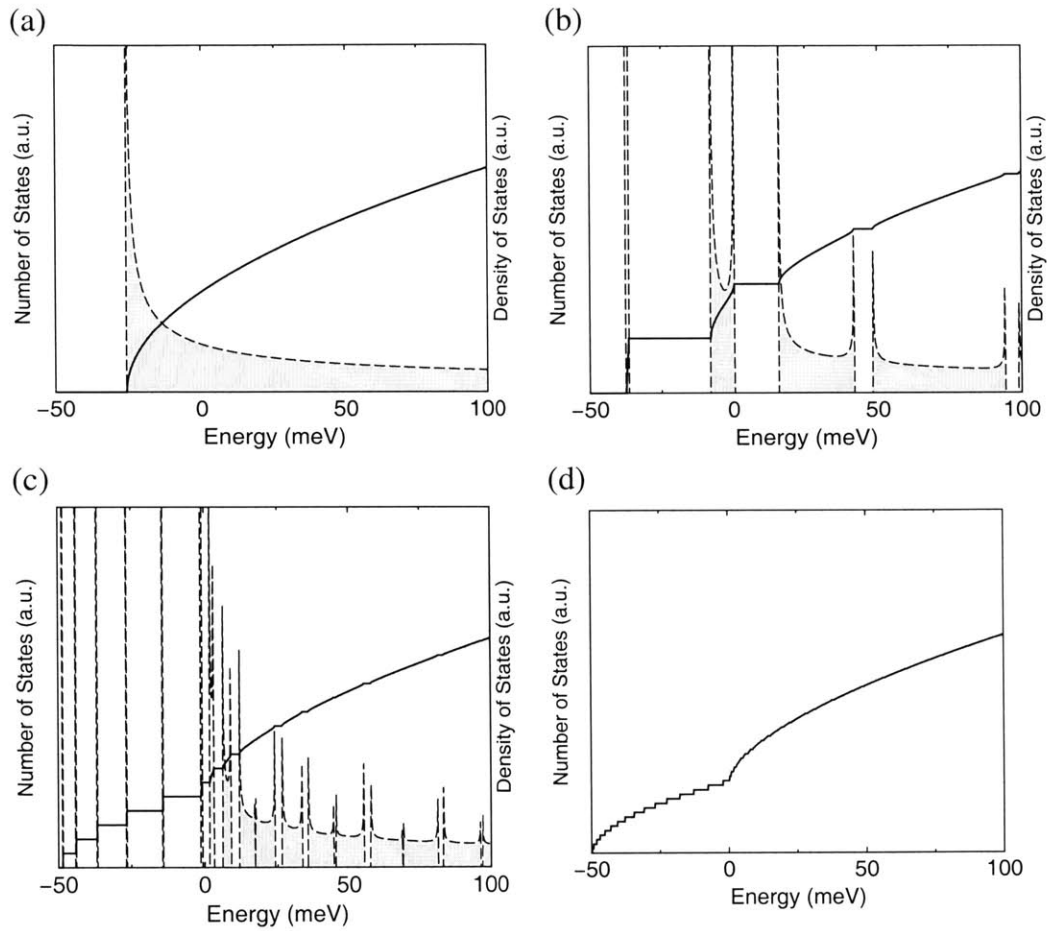 (a)
Number of States (a.u.)
Density of States (a.u.)
−50 0 50 100
Energy (meV)
(b)
Number of States (a.u.)
Density of States (a.u.)
−50 0 50 100
Energy (meV)
(c)
Number of States (a.u.)
Density of States (a.u.)
−50 0 50 100
Energy (meV)
(d)
Number of States (a.u.)
−50 0 50 100
Energy (meV)